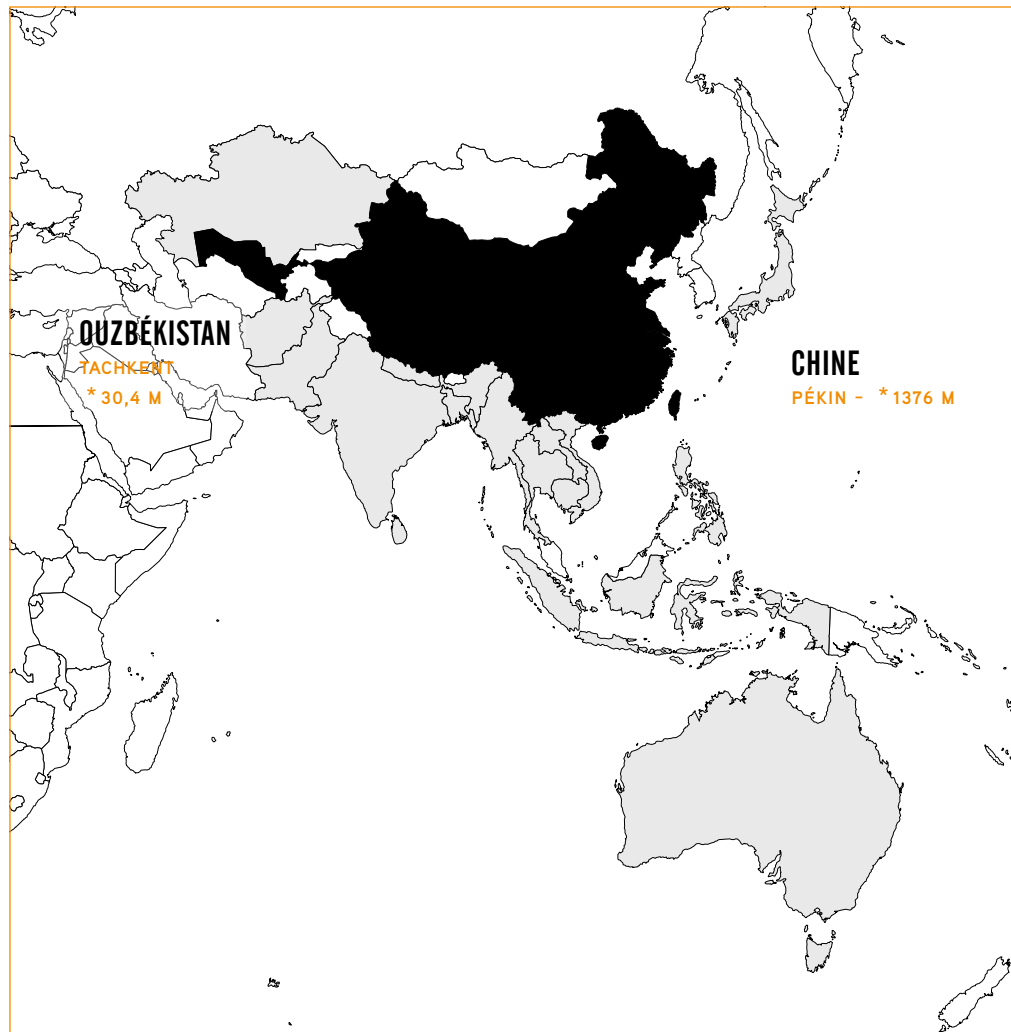 OUZBÉKISTAN
TACHKENT
* 30,4 M
CHINE
PÉKIN - * 1376 M